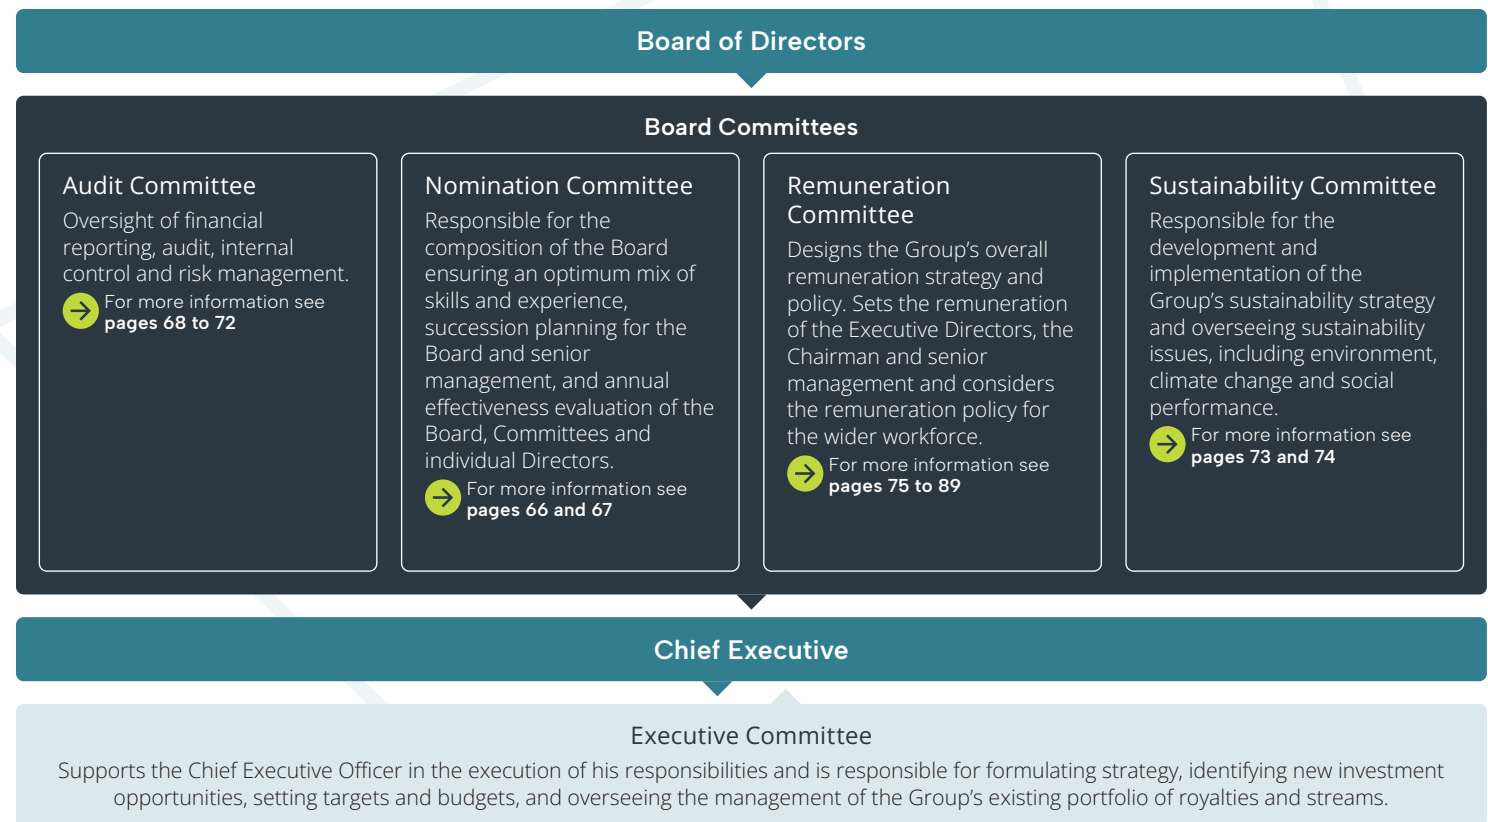 Board of Directors
Board Committees
Audit Committee
Oversight of financial
reporting, audit, internal
control and risk management.
For more information see
pages 68 to 72
Nomination Committee
Responsible for the
composition of the Board
ensuring an optimum mix of
skills and experience,
succession planning for the
Board and senior
management, and annual
effectiveness evaluation of the
Board, Committees and
individual Directors.
For more information see
pages 66 and 67
Remuneration
Committee
Designs the Group’s overall
remuneration strategy and
policy. Sets the remuneration
of the Executive Directors, the
Chairman and senior
management and considers
the remuneration policy for
the wider workforce.
For more information see
pages 75 to 89
Sustainability Committee
Responsible for the
development and
implementation of the
Group’s sustainability strategy
and overseeing sustainability
issues, including environment,
climate change and social
performance.
For more information see
pages 73 and 74
Chief Executive
Executive Committee
Supports the Chief Executive Officer in the execution of his responsibilities and is responsible for formulating strategy, identifying new investment
opportunities, setting targets and budgets, and overseeing the management of the Group’s existing portfolio of royalties and streams.